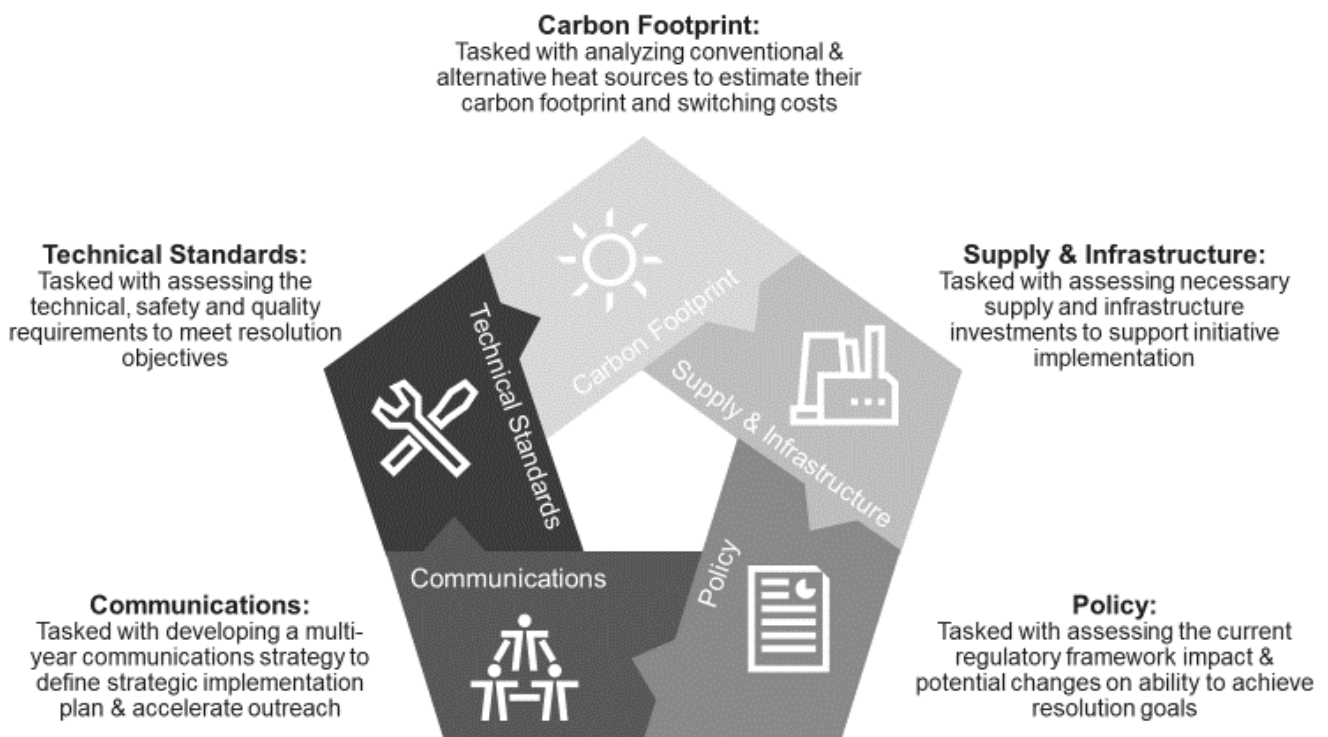 Carbon Footprint:
Tasked with analyzing conventional &
alternative heat sources to estimate their
carbon footprint and switching costs
Technical Standards:
Tasked with assessing the
technical, safety and quality
requirements to meet resolution
objectives
Supply & Infrastructure:
Tasked with assessing necessary
supply and infrastructure
investments to support initiative
implementation
Carbon Footprint
Technical Standards
Supply & Infrastructure
Communications
Policy
Communications:
Tasked with developing a multi-
year communications strategy to
define strategic implementation
plan & accelerate outreach
Policy:
Tasked with assessing the current
regulatory framework impact &
potential changes on ability to achieve
resolution goals